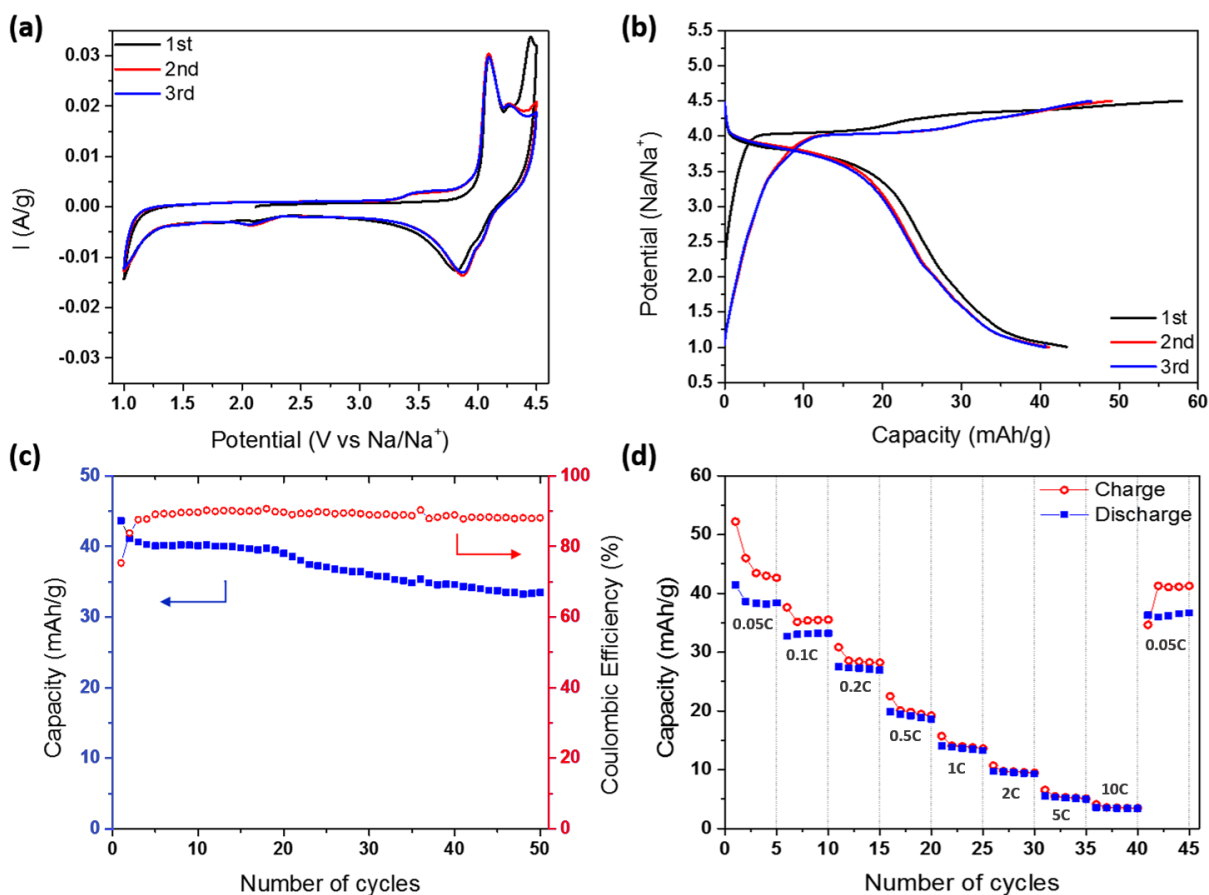 (a)
1st
2nd
3rd
I (A/g)
0.03
0.02
0.01
0.00
-0.01
-0.02
-0.03
1.0 1.5 2.0 2.5 3.0 3.5 4.0 4.5
Potential (V vs Na/Na⁺)
(b)
Potential (Na/Na⁺)
5.5
5.0
4.5
4.0
3.5
3.0
2.5
2.0
1.5
1.0
0.5
1st
2nd
3rd
0 10 20 30 40 50 60
Capacity (mAh/g)
(c)
Capacity (mAh/g)
50
40
30
20
10
0
100
80
60
40
20
0
Coulombic Efficiency (%)
0 10 20 30 40 50
Number of cycles
(d)
Capacity (mAh/g)
60
50
40
30
20
10
0
Charge
Discharge
0.05C
0.1C
0.2C
0.5C
1C
2C
5C
10C
0.05C
0 5 10 15 20 25 30 35 40 45
Number of cycles